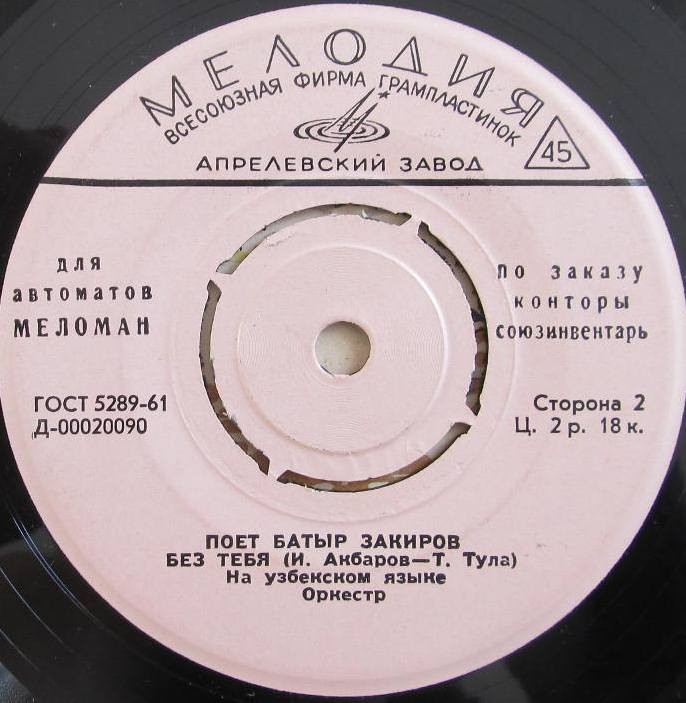 МЕЛОДИЯ
ВСЕСОЮЗНАЯ ФИРМА ГРАМПЛАСТИНОК
АПРЕЛЕВСКИЙ ЗАВОД
45
для
автоматов
МЕЛОМАН
по заказу
конторы
союзинвентарь
ГОСТ 5289-61
Д-00020090
Сторона 2
Ц. 2 р. 18 к.
ПОЕТ БАТЫР ЗАКИРОВ
БЕЗ ТЕБЯ (И. Акбаров—Т. Тула)
На узбекском языке
Оркестр